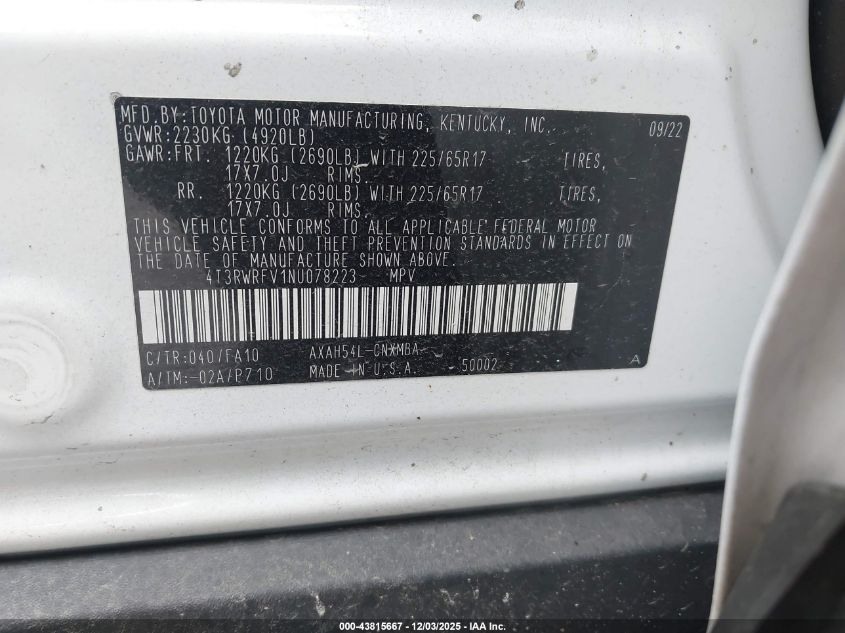 MFD.BY:TOYOTA MOTOR MANUFACTURING, KENTUCKY, INC. 09/22
GVWR:2230KG (4920LB)
GAWR:FRT. 1220KG (2690LB) WITH 225/65R17 TIRES,
17X7.0J RIMS,
RR. 1220KG (2690LB) WITH 225/65R17 TIRES,
17X7.0J RIMS,
THIS VEHICLE CONFORMS TO ALL APPLICABLE FEDERAL MOTOR
VEHICLE SAFETY AND THEFT PREVENTION STANDARDS IN EFFECT ON
THE DATE OF MANUFACTURE SHOWN ABOVE.
4T3RWRFV1NU078223 MPV
C/TR:040/FA10 AXAH54L-CNXMBA A
A/TM:-02A/P710 MADE IN U.S.A. 50002
000-43815667 - 12/03/2025 - IAA Inc.